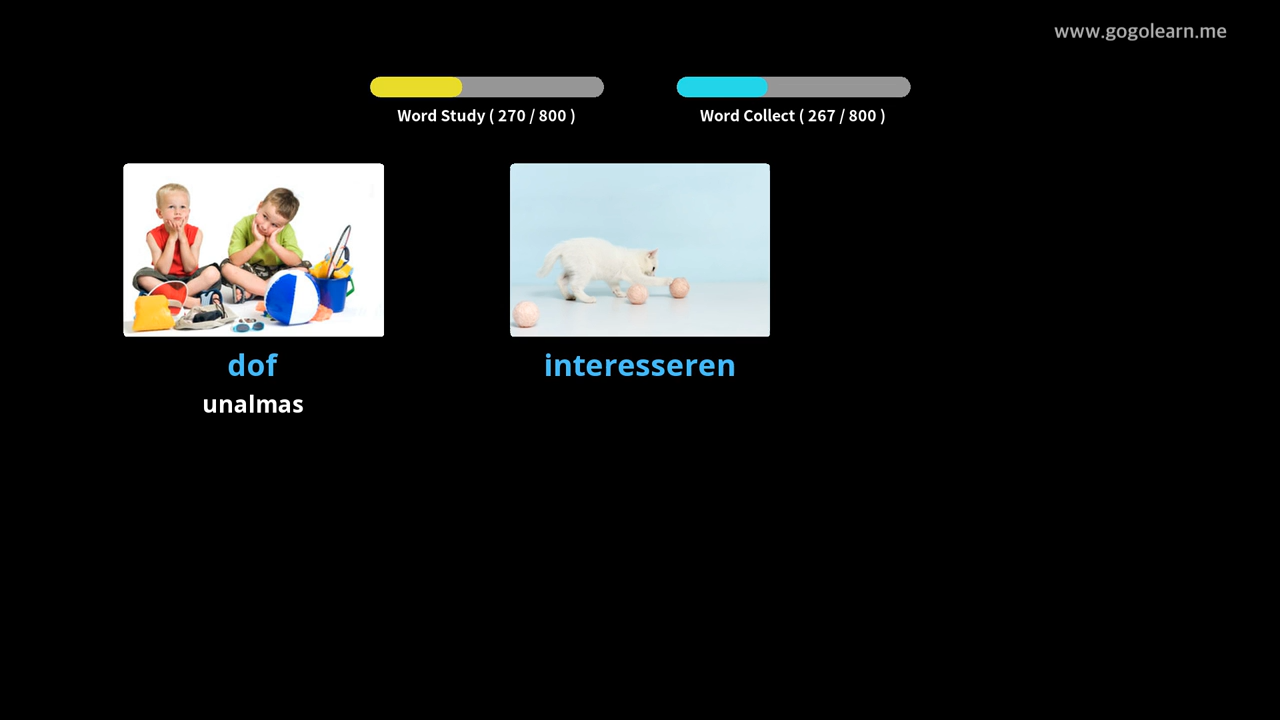 www.gogolearn.me
Word Study ( 270 / 800 )
Word Collect ( 267 / 800 )
dof
interesseren
unalmas